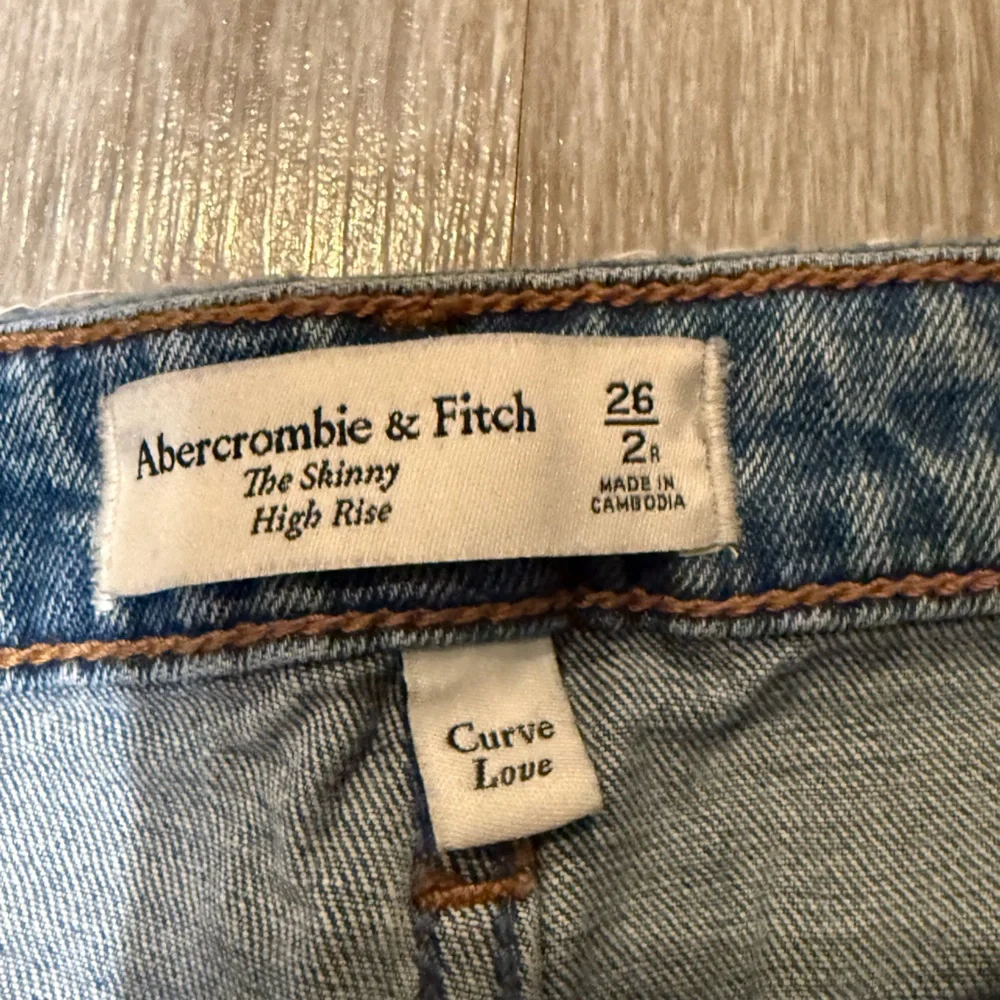 Abercrombie & Fitch
The Skinny
High Rise
26
2R
MADE IN
CAMBODIA
Curve
Love